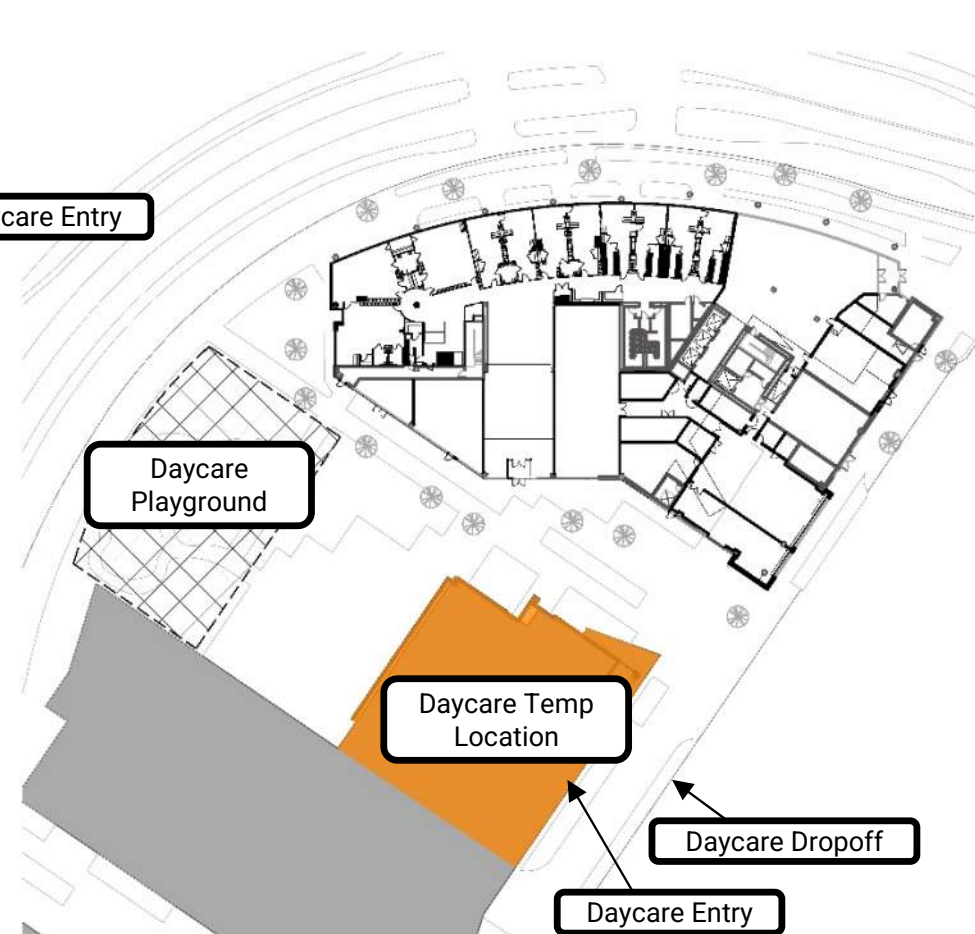 care Entry
Daycare
Playground
Daycare Temp
Location
Daycare Dropoff
Daycare Entry